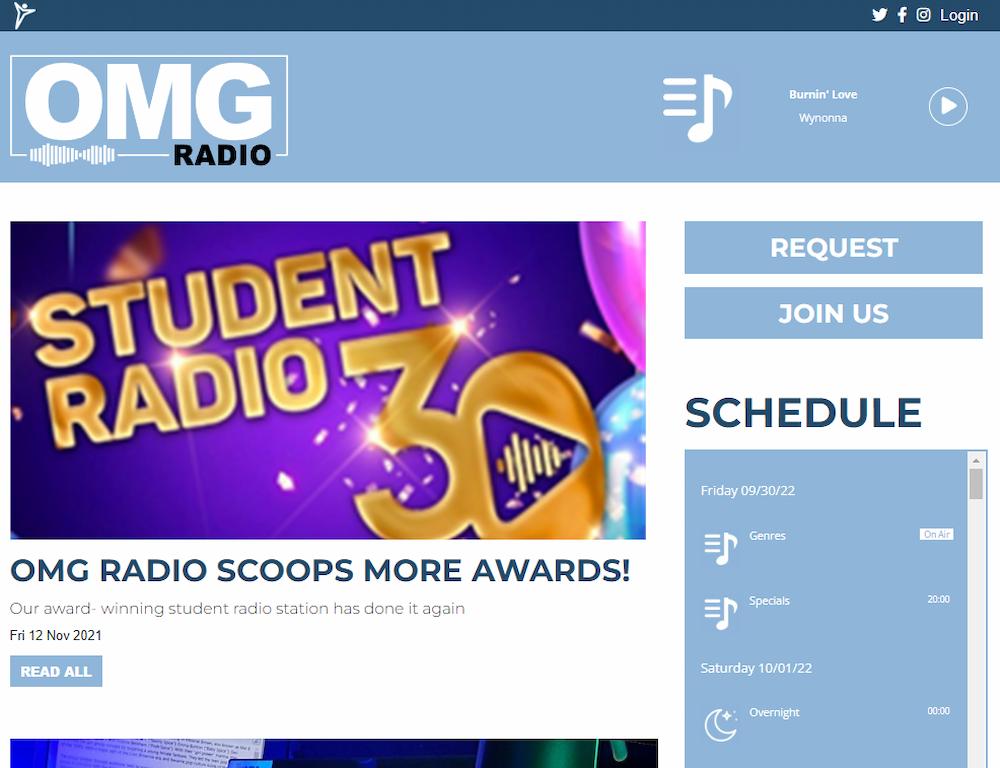 Login
OMG
RADIO
Burnin' Love
Wynonna
STUDENT
RADIO
30
REQUEST
JOIN US
OMG RADIO SCOOPS MORE AWARDS!
Our award- winning student radio station has done it again
Fri 12 Nov 2021
READ ALL
SCHEDULE
Friday 09/30/22
Genres On Air
Specials 20:00
Saturday 10/01/22
Overnight 00:00